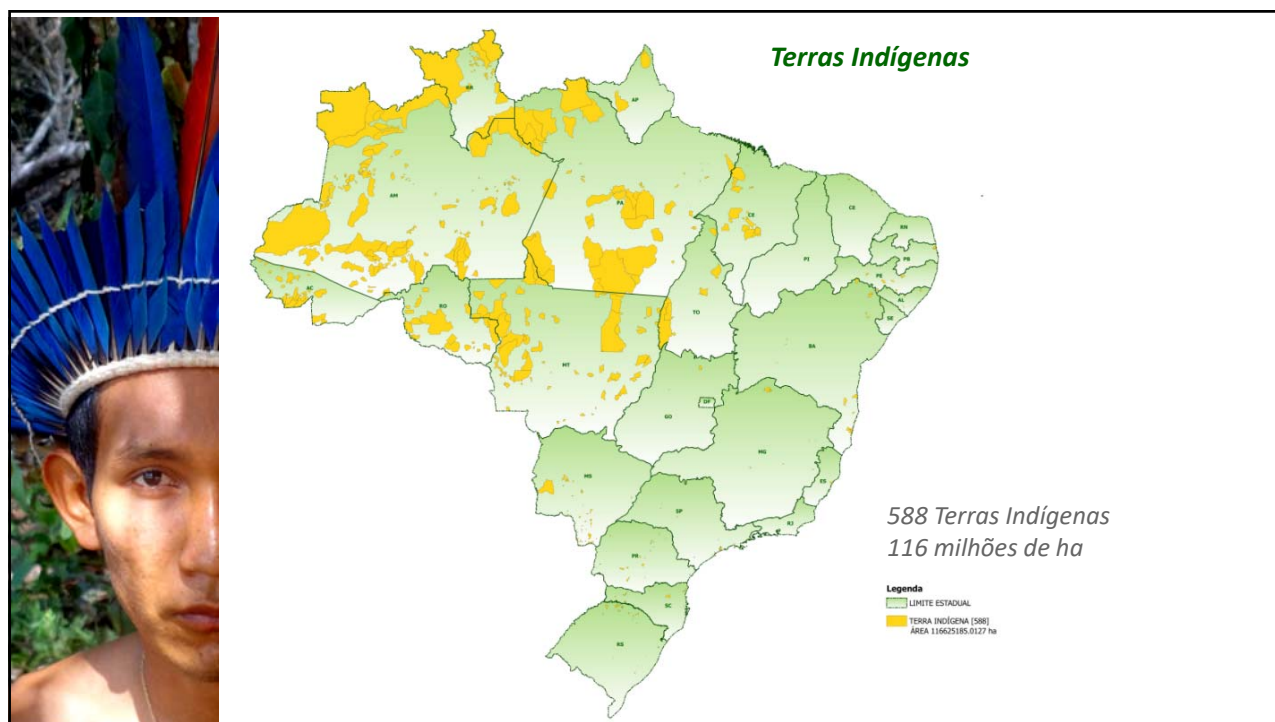 Terras Indígenas
RR
AP
AM
PA
CE
RN
PB
PI
PE
AL
SE
AC
RO
TO
BA
MT
DF
GO
MG
MS
ES
SP
RJ
PR
SC
RS
588 Terras Indígenas
116 milhões de ha
Legenda
LIMITE ESTADUAL
TERRA INDÍGENA [588]
ÁREA 116625185.0127 ha